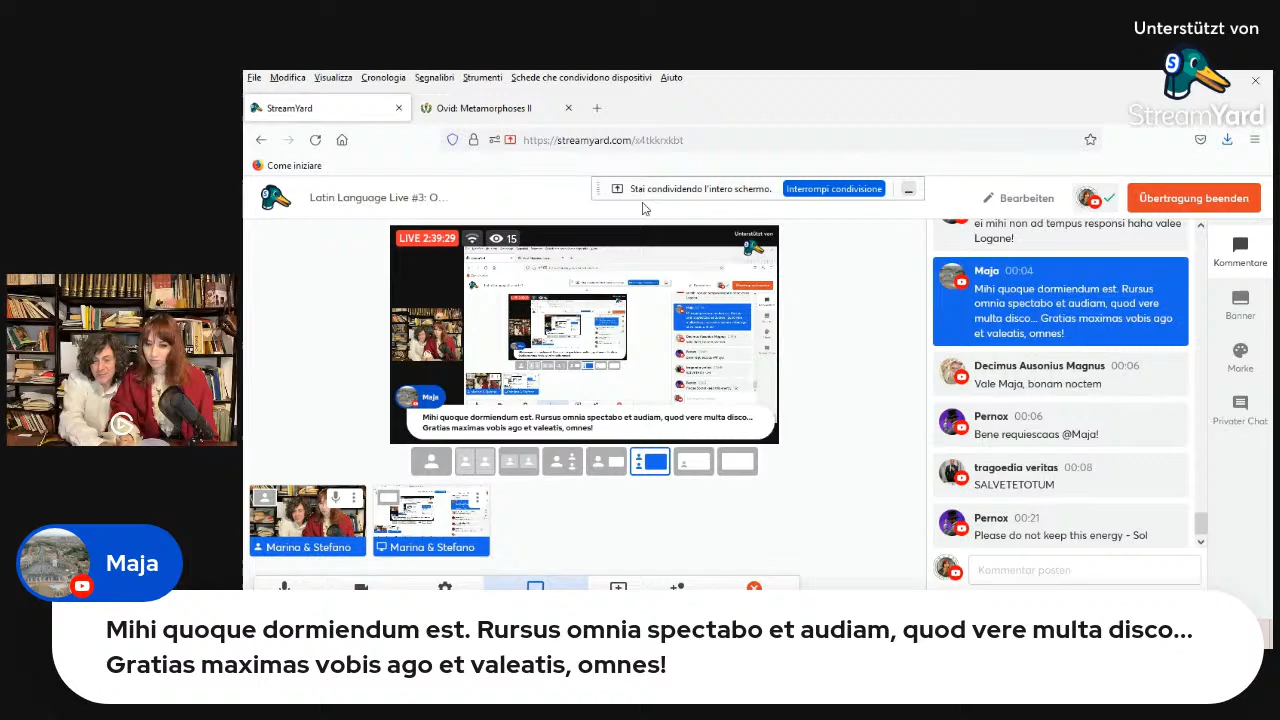 Unterstützt von
StreamYard
File Modifica Visualizza Cronologia Segnalibri Strumenti Schede che condividono dispositivi Aiuto
StreamYard
Ovid: Metamorphoses II
https://streamyard.com/x4tkkrxkbt
Come iniziare
Stai condividendo l'intero schermo. Interrompi condivisione
Latin Language Live #3: O...
Bearbeiten
Übertragung beenden
LIVE 2:39:29
15
Unterstützt von
Maja
Mihi quoque dormiendum est. Rursus omnia spectabo et audiam, quod vere multa disco...
Gratias maximas vobis ago et valeatis, omnes!
Marina & Stefano
Marina & Stefano
ei mihi non ad tempus responsi haha valee
Logane!
Maja 00:04
Mihi quoque dormiendum est. Rursus
omnia spectabo et audiam, quod vere
multa disco... Gratias maximas vobis ago
et valeatis, omnes!
Decimus Ausonius Magnus 00:06
Vale Maja, bonam noctem
Pernox 00:06
Bene requiescaas @Maja!
tragoedia veritas 00:08
SALVETETOTUM
Pernox 00:21
Please do not keep this energy - Sol
Kommentar posten
Kommentare
Banner
Marke
Privater Chat
Maja
Mihi quoque dormiendum est. Rursus omnia spectabo et audiam, quod vere multa disco...
Gratias maximas vobis ago et valeatis, omnes!